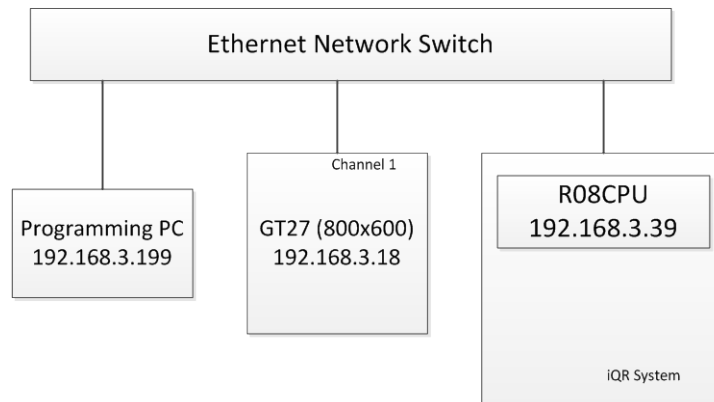 Ethernet Network Switch
Channel 1
Programming PC
192.168.3.199
GT27 (800x600)
192.168.3.18
R08CPU
192.168.3.39
iQR System